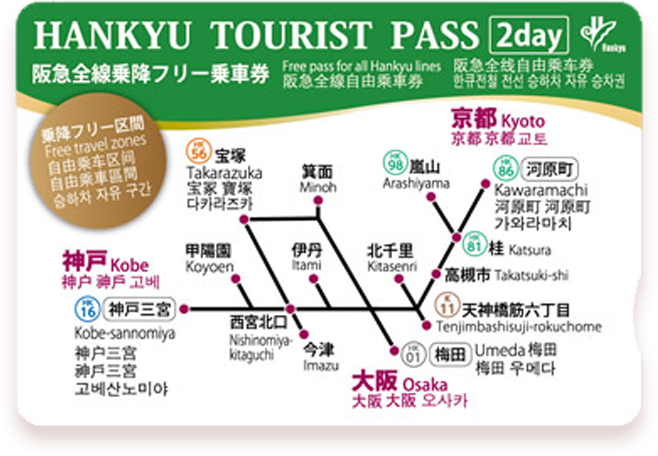 HANKYU TOURIST PASS 2day
Hankyu
阪急全線乗降フリー乗車券
Free pass for all Hankyu lines
阪急全線自由乗車券
阪急全线自由乘车券
한큐전철 전선 승하차 자유 승차권
乗降フリー区間
Free travel zones
自由乘车区间
自由乘車區間
승하차 자유 구간
京都 Kyoto
京都 京都 교토
HK 56 宝塚
Takarazuka
宝冢 寶塚
다카라즈카
箕面
Minoh
HK 98 嵐山
Arashiyama
HK 86 河原町
Kawaramachi
河原町 河原町
가와라마치
HK 81 桂 Katsura
神戸 Kobe
神户 神戶 고베
甲陽園
Koyoen
伊丹
Itami
北千里
Kitasenri
高槻市 Takatsuki-shi
HK 16 神戸三宮
Kobe-sannomiya
神户三宫
神戶三宮
고베산노미야
西宮北口
Nishinomiya-
kitaguchi
今津
Imazu
K 11 天神橋筋六丁目
Tenjimbashisuji-rokuchome
HK 01 梅田 Umeda 梅田
梅田 우메다
大阪 Osaka
大阪 大阪 오사카